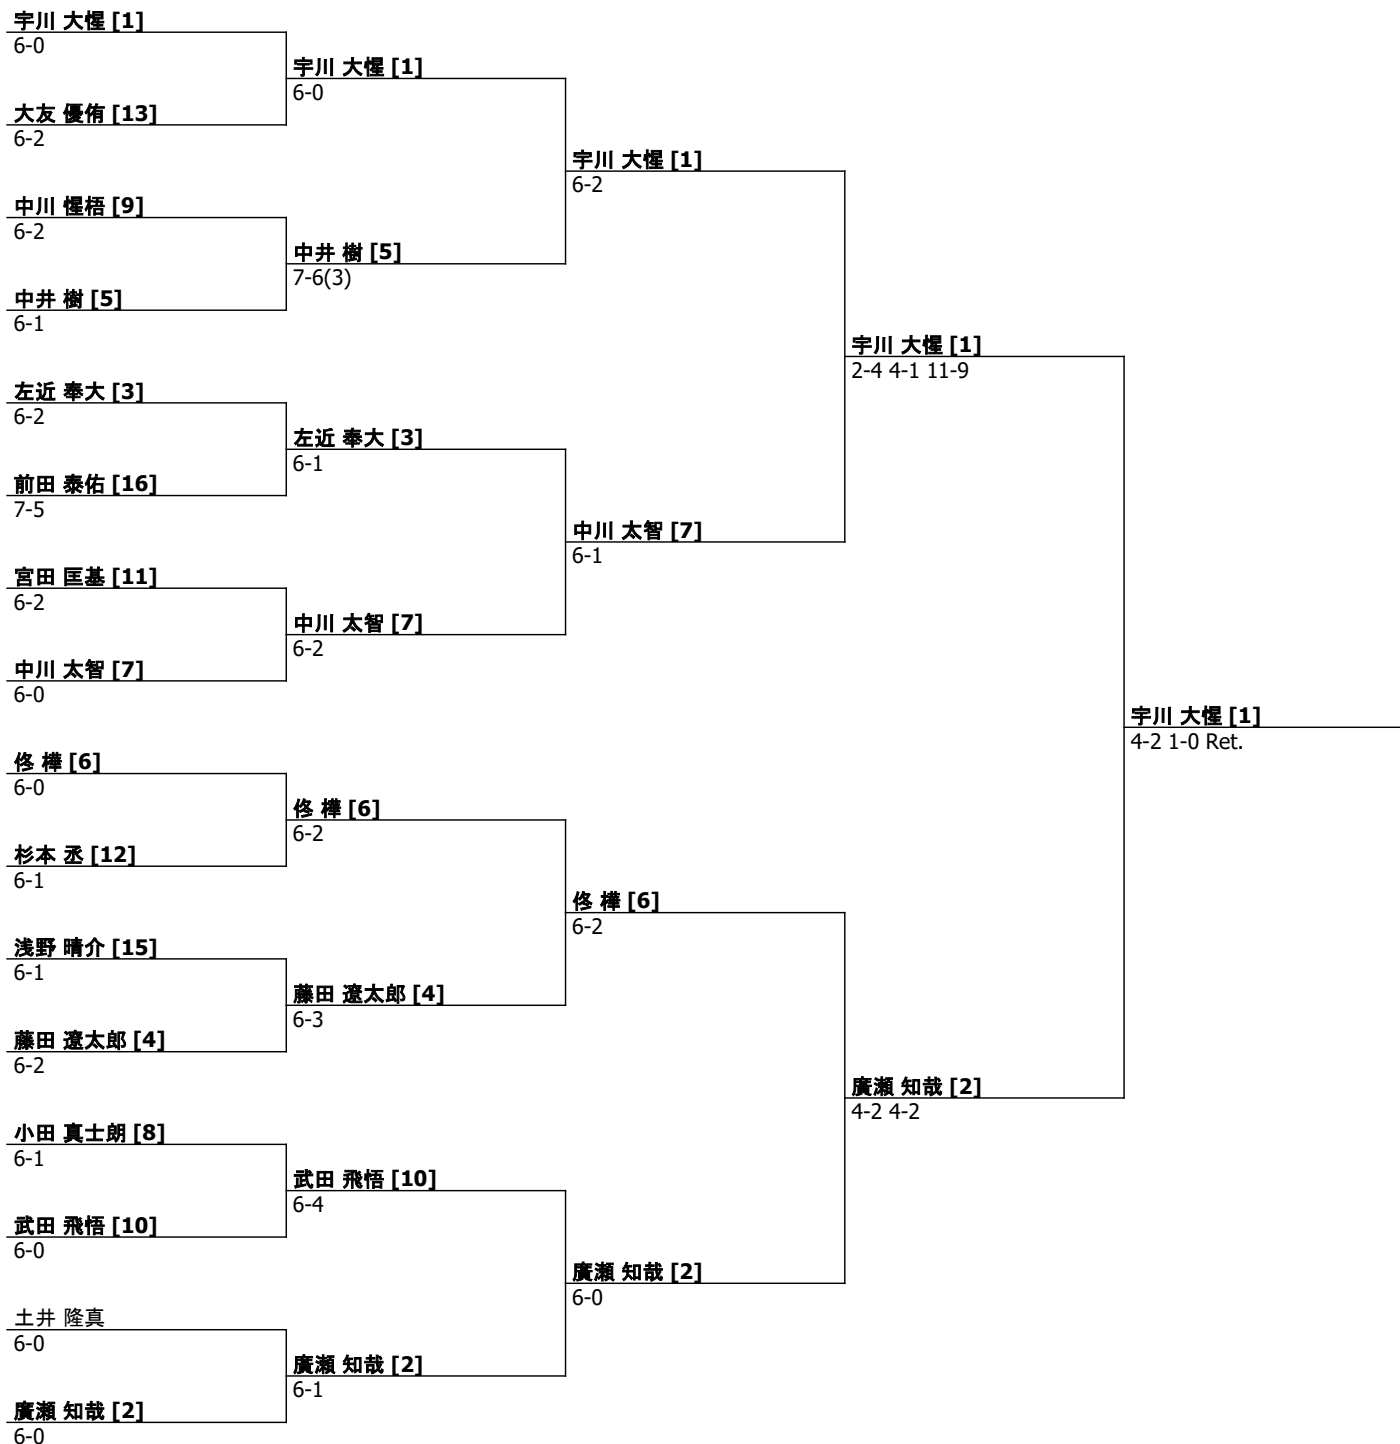 宇川 大惺 [1]
6-0
宇川 大惺 [1]
6-0
大友 優侑 [13]
6-2
宇川 大惺 [1]
6-2
中川 惺梧 [9]
6-2
中井 樹 [5]
7-6(3)
中井 樹 [5]
6-1
宇川 大惺 [1]
2-4 4-1 11-9
左近 奉大 [3]
6-2
左近 奉大 [3]
6-1
前田 泰佑 [16]
7-5
中川 太智 [7]
6-1
宮田 匡基 [11]
6-2
中川 太智 [7]
6-2
中川 太智 [7]
6-0
宇川 大惺 [1]
4-2 1-0 Ret.
佟 樺 [6]
6-0
佟 樺 [6]
6-2
杉本 丞 [12]
6-1
佟 樺 [6]
6-2
浅野 晴介 [15]
6-1
藤田 遼太郎 [4]
6-3
藤田 遼太郎 [4]
6-2
廣瀬 知哉 [2]
4-2 4-2
小田 真士朗 [8]
6-1
武田 飛悟 [10]
6-4
武田 飛悟 [10]
6-0
廣瀬 知哉 [2]
6-0
土井 隆真
6-0
廣瀬 知哉 [2]
6-1
廣瀬 知哉 [2]
6-0